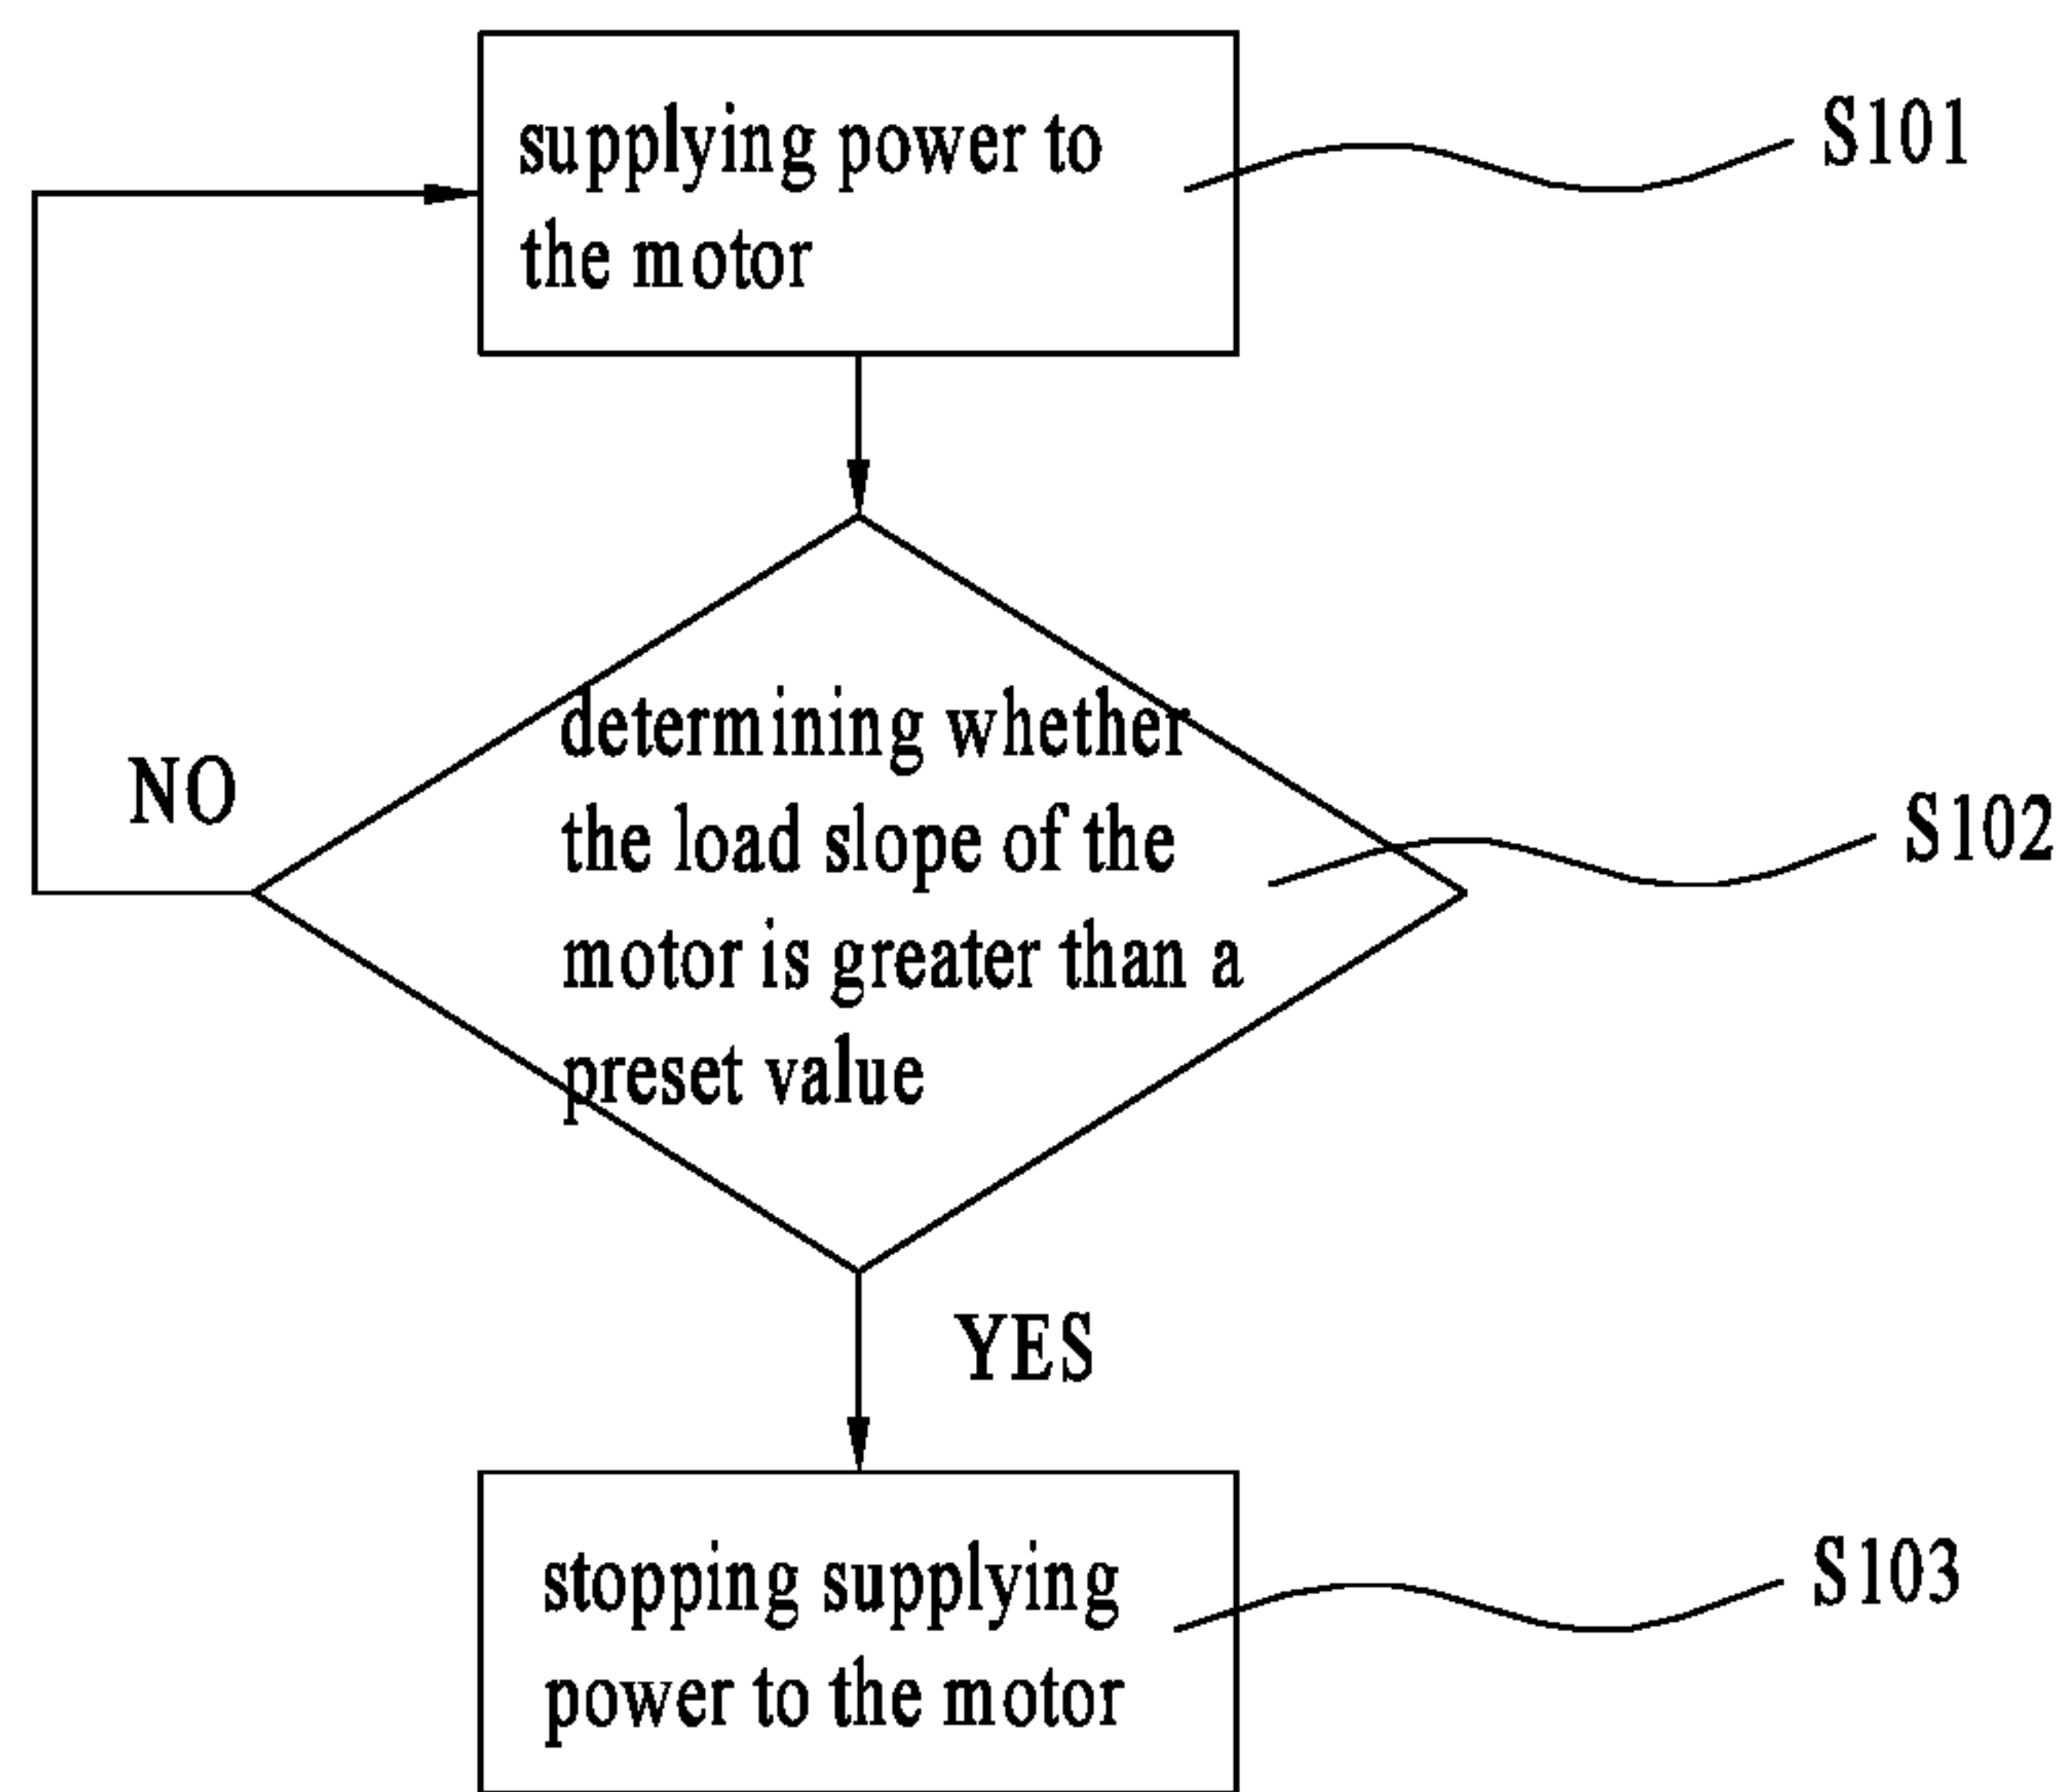 supplying power to
the motor
S101
determining whether
the load slope of the
motor is greater than a
preset value
S102
NO
YES
stopping supplying
power to the motor
S103